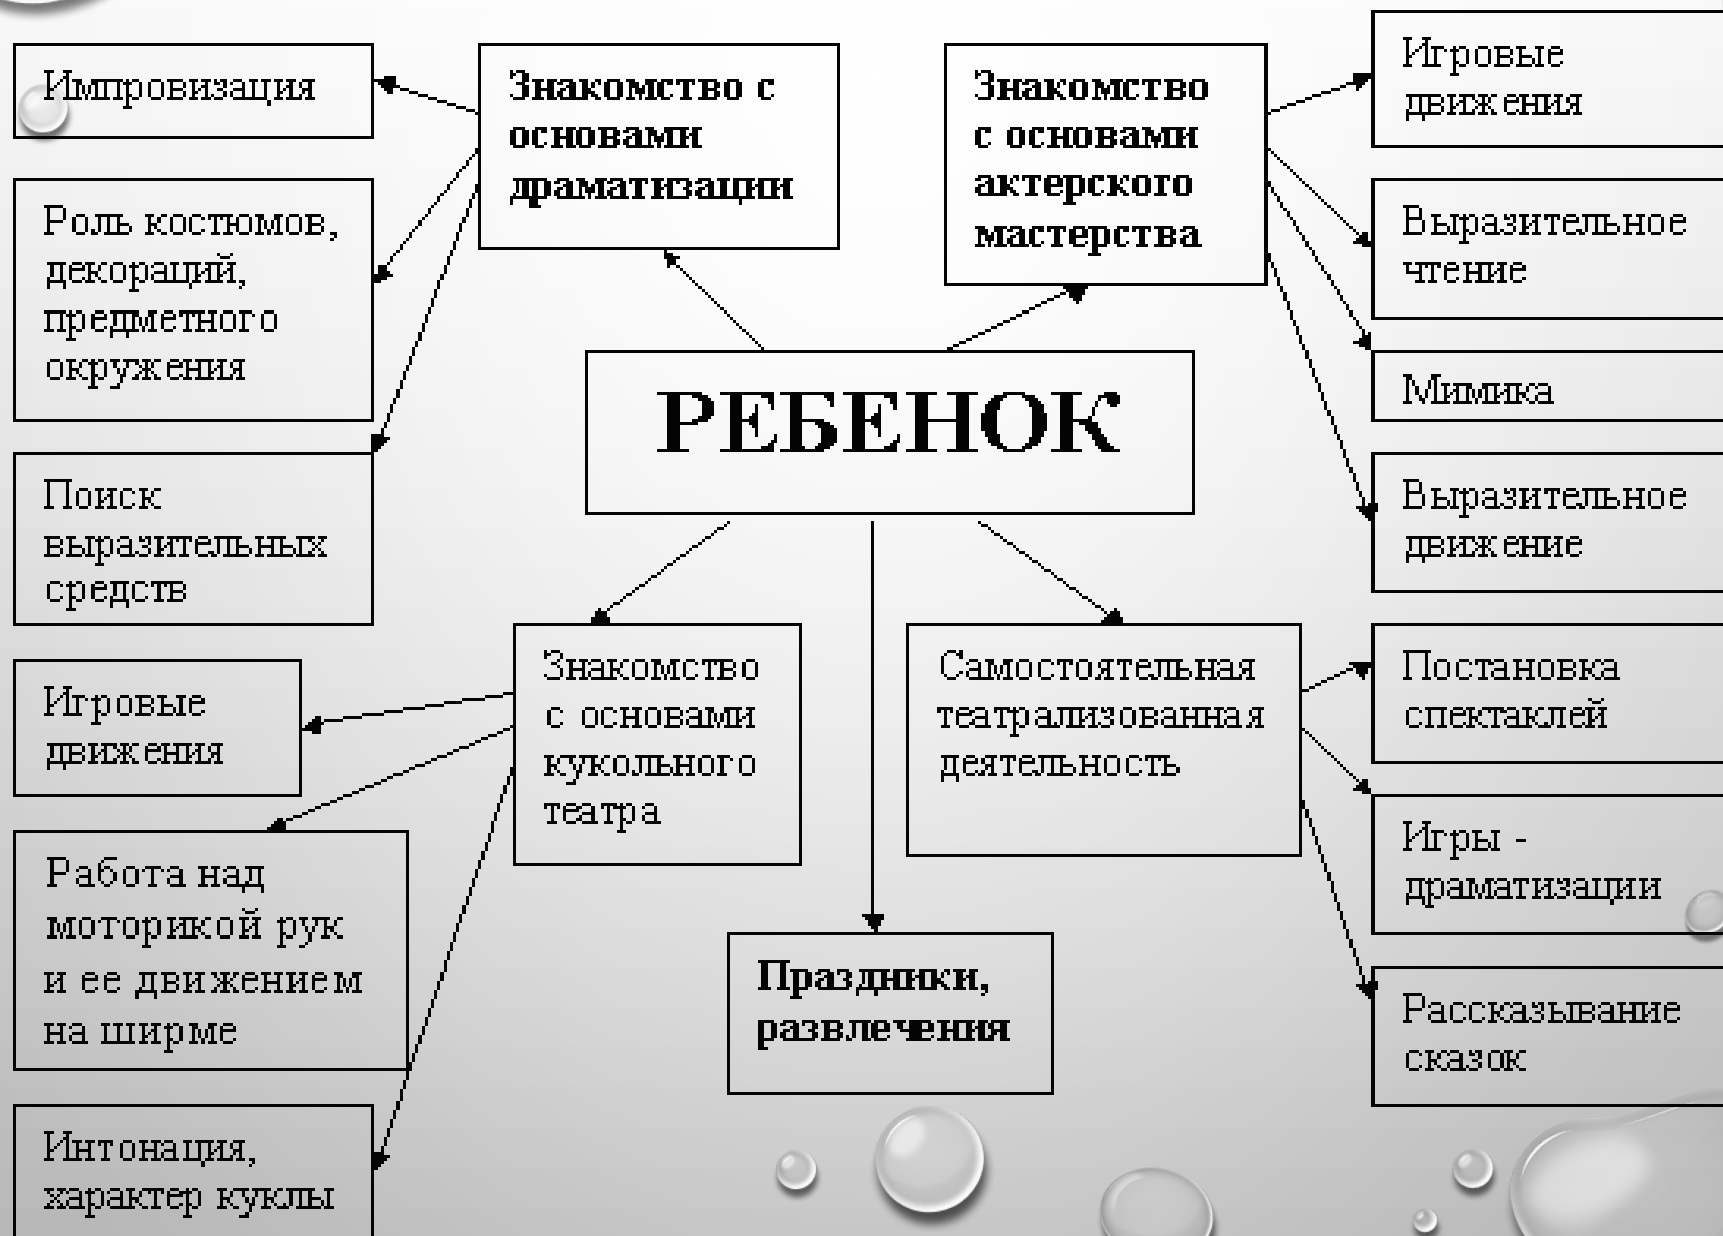 Импровизация
Знакомство с
основами
драматизации
Знакомство
с основами
актерского
мастерства
Игровые
движения
Роль костюмов,
декораций,
предметного
окружения
Выразительное
чтение
Мимика
РЕБЕНОК
Поиск
выразительных
средств
Выразительное
движение
Игровые
движения
Знакомство
с основами
кукольного
театра
Самостоятельная
театрализованная
деятельность
Постановка
спектаклей
Работа над
моторикой рук
и ее движением
на ширме
Игры -
драматизации
Праздники,
развлечения
Рассказывание
сказок
Интонация,
характер куклы